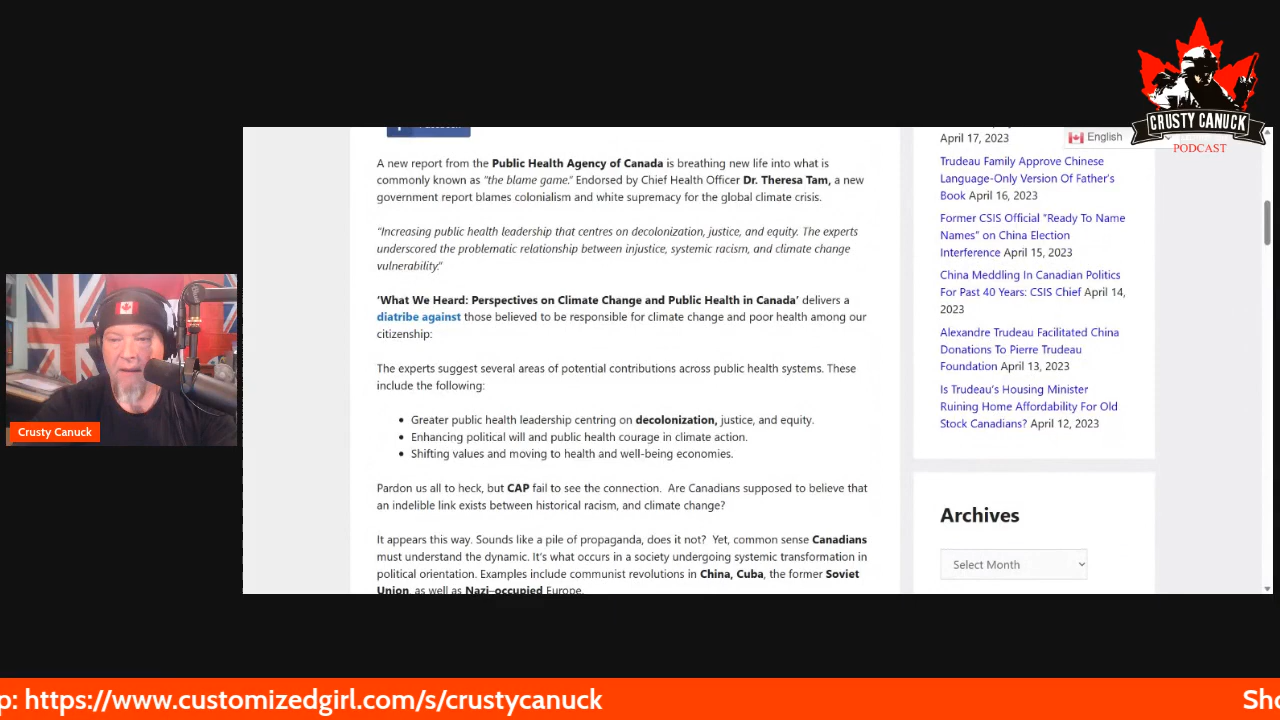 CRUSTY CANUCK
PODCAST
English
A new report from the Public Health Agency of Canada is breathing new life into what is
commonly known as "the blame game." Endorsed by Chief Health Officer Dr. Theresa Tam, a new
government report blames colonialism and white supremacy for the global climate crisis.
"Increasing public health leadership that centres on decolonization, justice, and equity. The experts
underscored the problematic relationship between injustice, systemic racism, and climate change
vulnerability."
'What We Heard: Perspectives on Climate Change and Public Health in Canada' delivers a
diatribe against those believed to be responsible for climate change and poor health among our
citizenship:
The experts suggest several areas of potential contributions across public health systems. These
include the following:
• Greater public health leadership centring on decolonization, justice, and equity.
• Enhancing political will and public health courage in climate action.
• Shifting values and moving to health and well-being economies.
Pardon us all to heck, but CAP fail to see the connection. Are Canadians supposed to believe that
an indelible link exists between historical racism, and climate change?
It appears this way. Sounds like a pile of propaganda, does it not? Yet, common sense Canadians
must understand the dynamic. It's what occurs in a society undergoing systemic transformation in
political orientation. Examples include communist revolutions in China, Cuba, the former Soviet
Union, as well as Nazi-occupied Europe.
April 17, 2023
Trudeau Family Approve Chinese
Language-Only Version Of Father's
Book April 16, 2023
Former CSIS Official "Ready To Name
Names" on China Election
Interference April 15, 2023
China Meddling In Canadian Politics
For Past 40 Years: CSIS Chief April 14,
2023
Alexandre Trudeau Facilitated China
Donations To Pierre Trudeau
Foundation April 13, 2023
Is Trudeau's Housing Minister
Ruining Home Affordability For Old
Stock Canadians? April 12, 2023
Archives
Select Month
Crusty Canuck
p: https://www.customizedgirl.com/s/crustycanuck
Sho